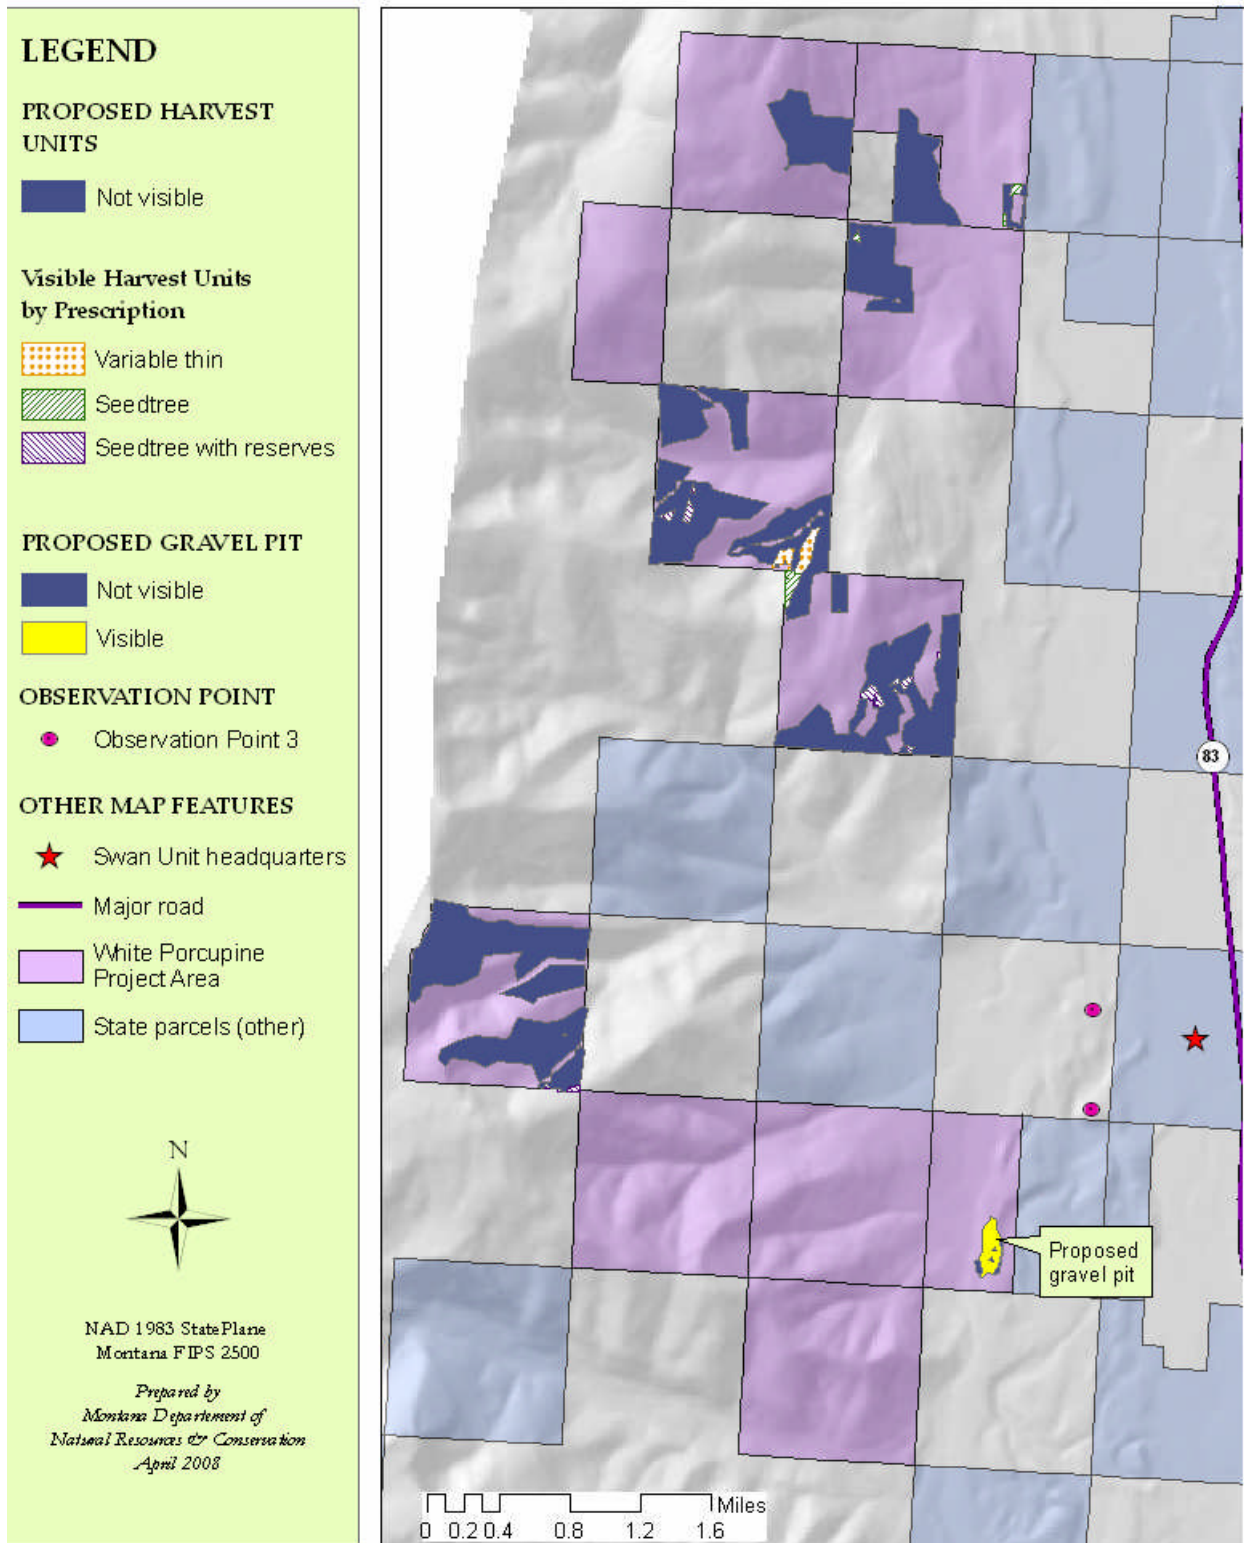 LEGEND
PROPOSED HARVEST
UNITS
Not visible
Visible Harvest Units
by Prescription
Variable thin
Seedtree
Seedtree with reserves
PROPOSED GRAVEL PIT
Not visible
Visible
OBSERVATION POINT
Observation Point 3
OTHER MAP FEATURES
Swan Unit headquarters
Major road
White Porcupine
Project Area
State parcels (other)
N
NAD 1983 StatePlane
Montana FIPS 2500
Prepared by
Montana Departement of
Natural Resources & Conservation
April 2008
83
Proposed
gravel pit
Miles
0 0.2 0.4 0.8 1.2 1.6